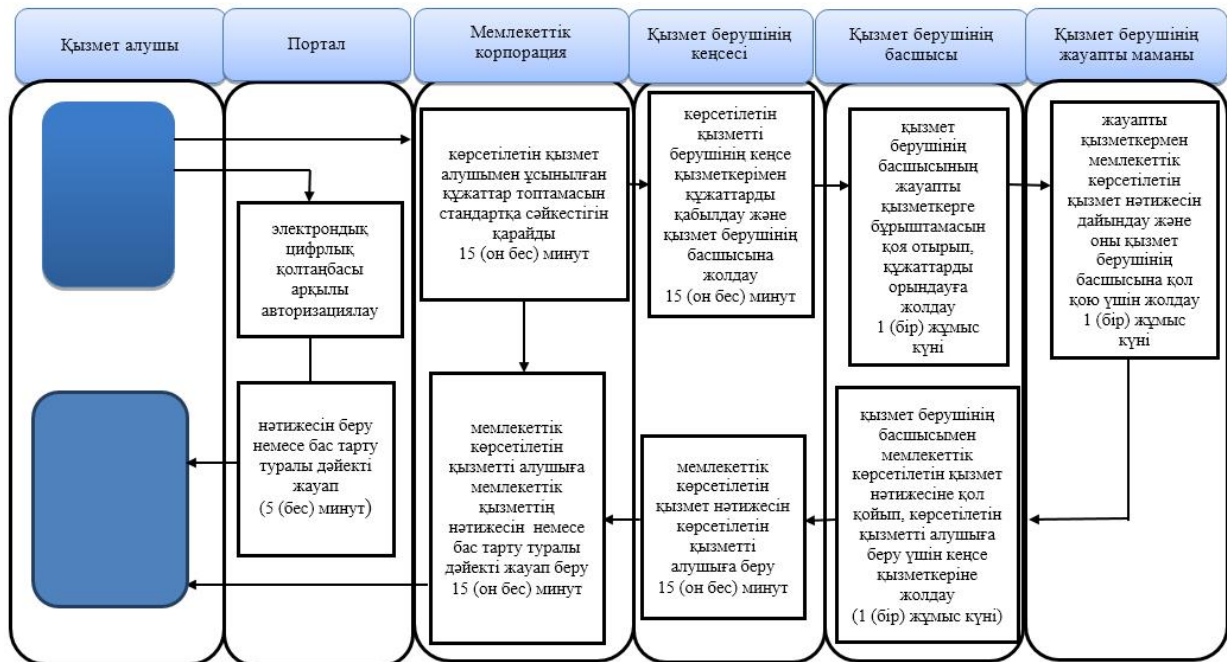 Қызмет алушы
Портал
Мемлекеттік
корпорация
Қызмет берушінің
кеңсесі
Қызмет берушінің
басшысы
Қызмет берушінің
жауапты маманы
электрондық
цифрлық
қолтаңбасы
арқылы
авторизациялау
көрсетілетін қызмет
алушымен ұсынылған
құжаттар топтамасын
стандартқа сәйкестігін
қарайды
15 (он бес) минут
көрсетілетін
қызметті
берушінің кеңсе
қызметкерімен
құжаттарды
қабылдау және
қызмет берушінің
басшысына
жолдау
15 (он бес) минут
қызмет
берушінің
басшысының
жауапты
қызметкерге
бұрыштамасын
қоя отырып,
құжаттарды
орындауға
жолдау
1 (бір) жұмыс
күні
жауапты
қызметкермен
мемлекеттік
көрсетілетін
қызмет нәтижесін
дайындау және
оны қызмет
берушінің
басшысына қол
қою үшін жолдау
1 (бір) жұмыс
күні
нәтижесін беру
немесе бас тарту
туралы дәйекті
жауап
(5 (бес) минут)
мемлекеттік
көрсетілетін
қызметті алушыға
мемлекеттік
қызметтің
нәтижесін немесе
бас тарту туралы
дәйекті жауап беру
15 (он бес) минут
мемлекеттік
көрсетілетін
қызмет нәтижесін
көрсетілетін
қызметті
алушыға беру
15 (он бес) минут
қызмет берушінің
басшысымен
мемлекеттік
көрсетілетін қызмет
нәтижесіне қол
қойып, көрсетілетін
қызметті алушыға
беру үшін кеңсе
қызметкеріне
жолдау
(1 (бір) жұмыс күні)